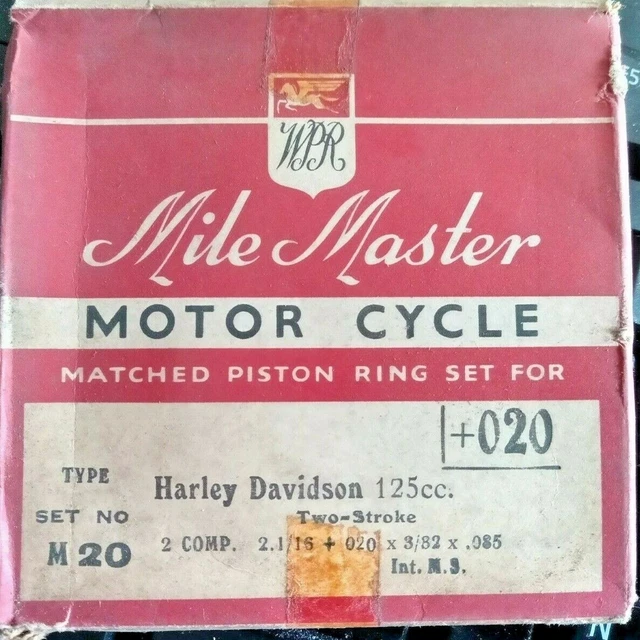 WPR
Mile Master
MOTOR CYCLE
MATCHED PISTON RING SET FOR
+020
TYPE
Harley Davidson 125cc.
SET NO
Two-Stroke
M20
2 COMP. 2.1/16 + 020 x 3/32 x .085
Int. M.S.
N